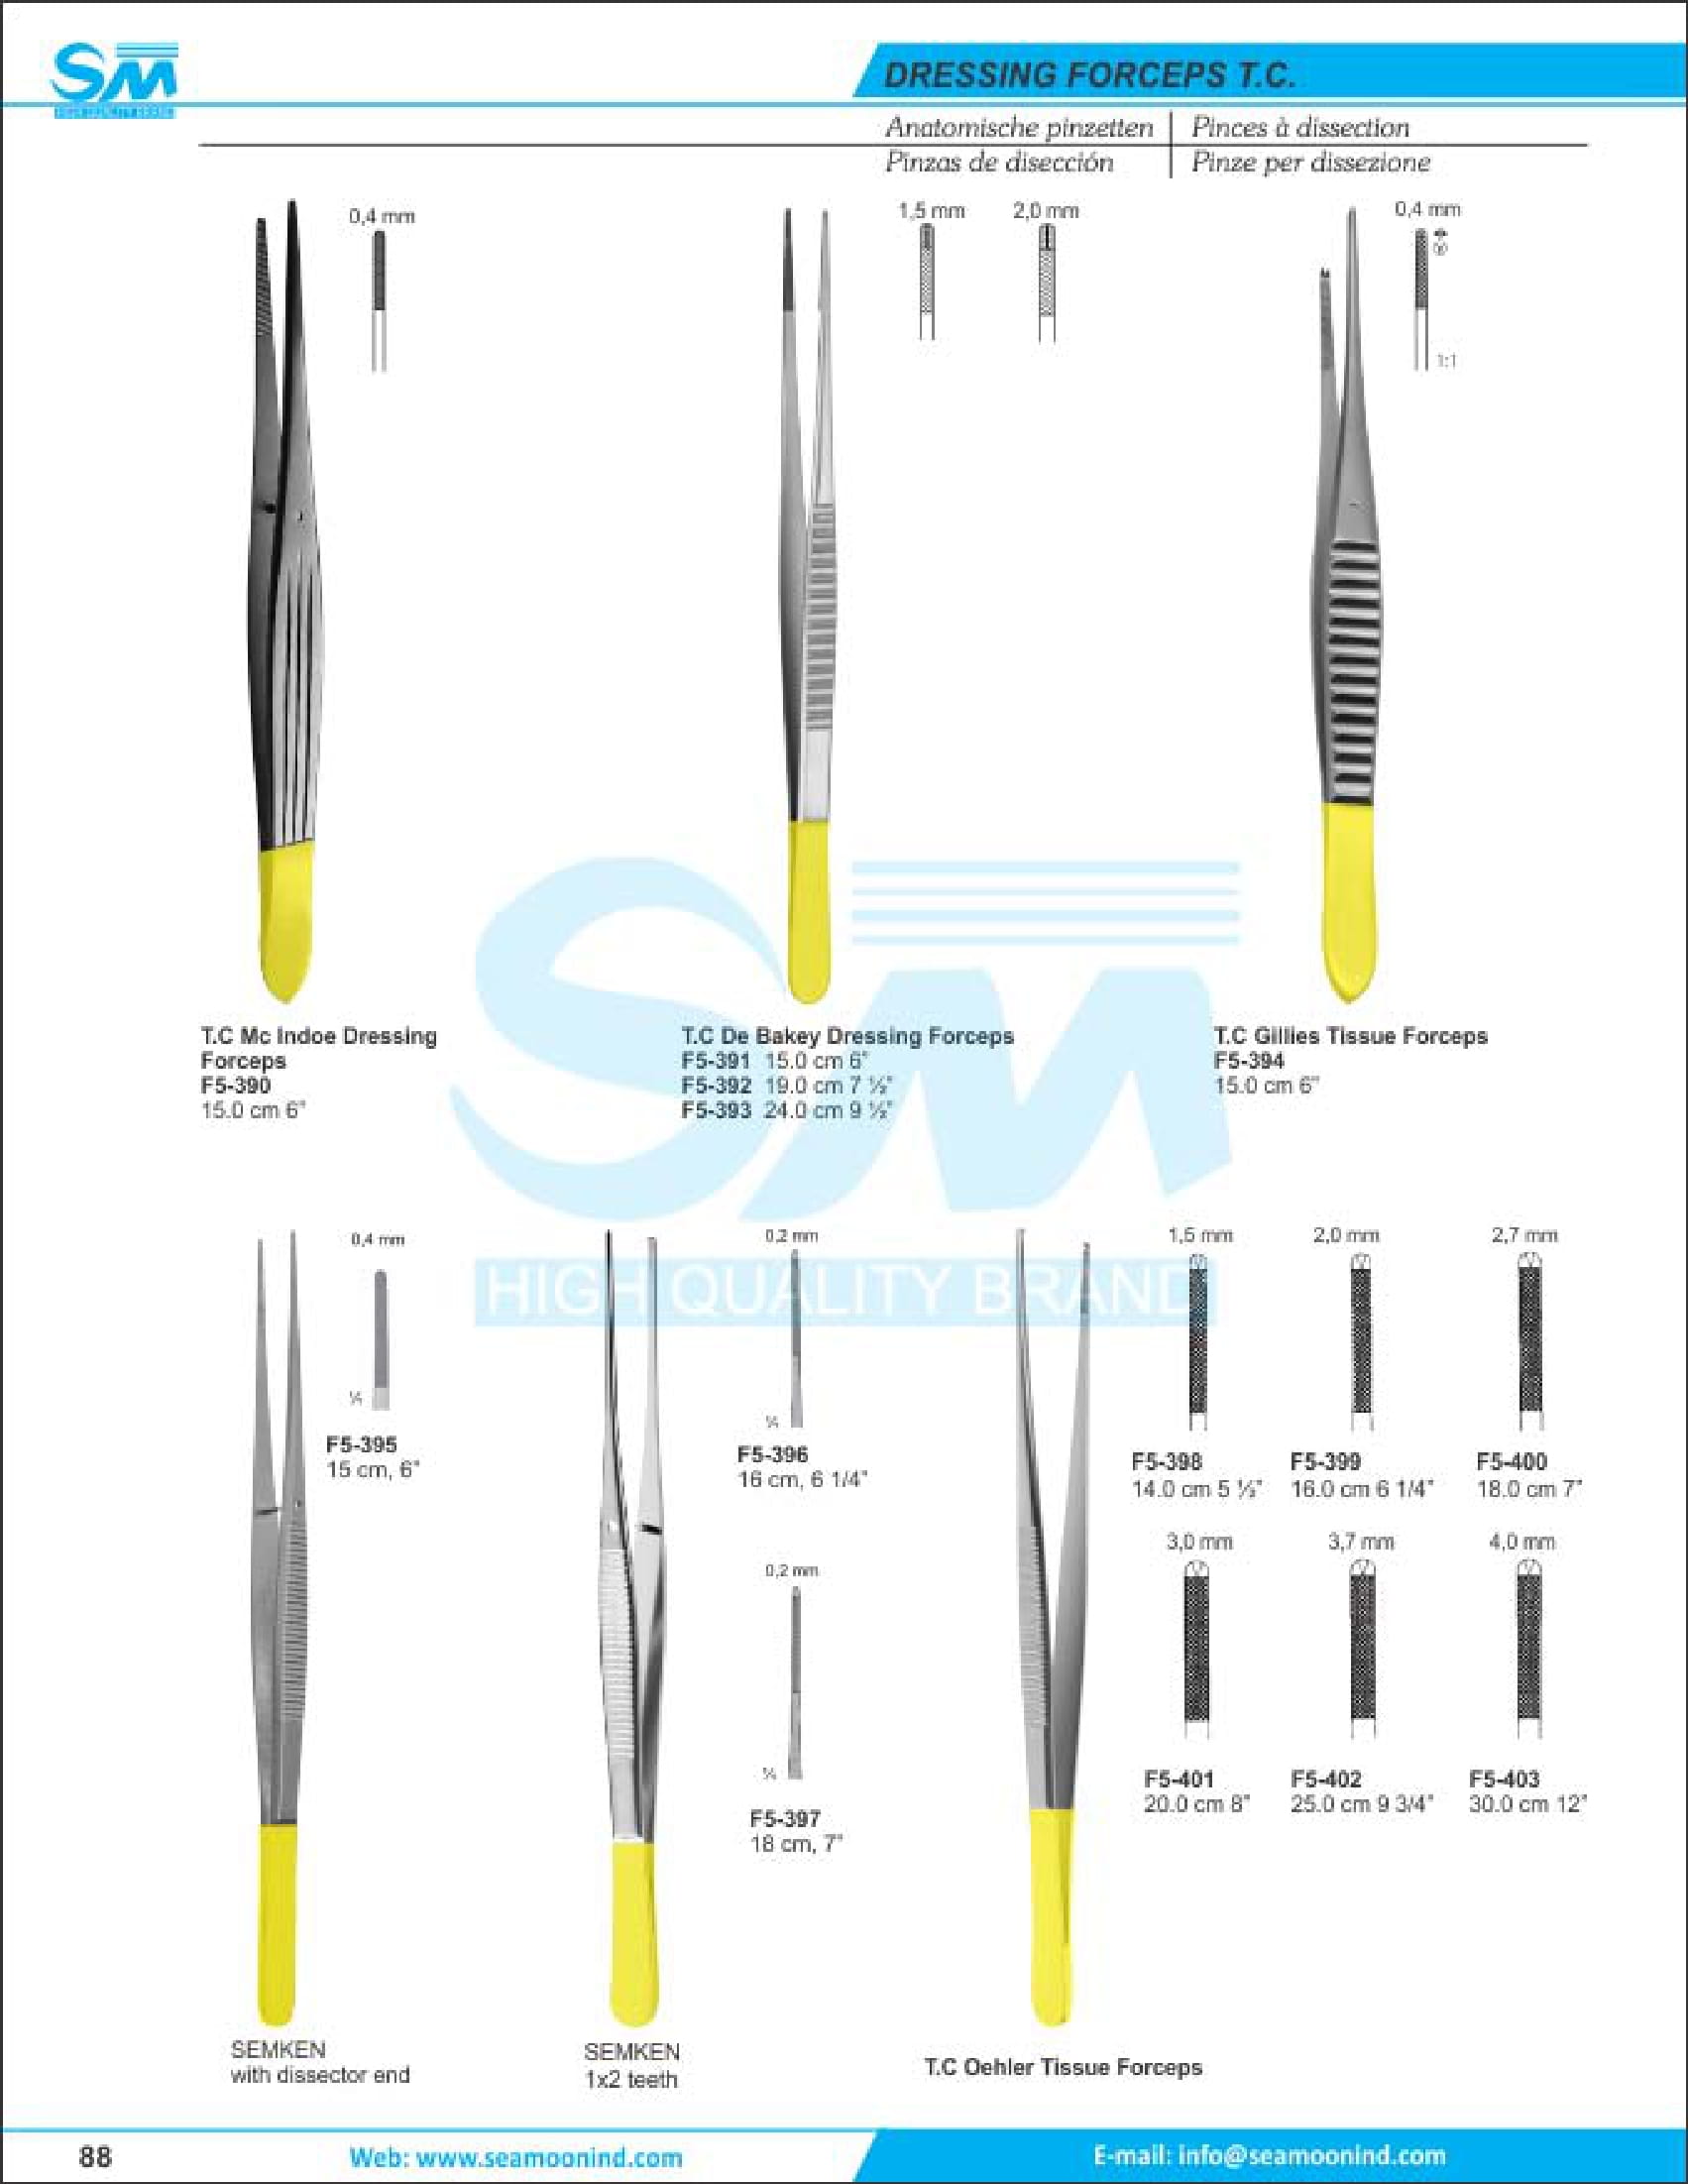 SM
DRESSING FORCEPS T.C.
Anatomische pinzetten
Pinces à dissection
Pinzas de disección
Pinze per dissezione
0,4 mm
1,5 mm
2,0 mm
0,4 mm
1:1
SM
HIGH QUALITY BRAND
T.C Mc Indoe Dressing
Forceps
F5-390
15.0 cm 6"
T.C De Bakey Dressing Forceps
F5-391 15.0 cm 6"
F5-392 19.0 cm 7 ½"
F5-393 24.0 cm 9 ½"
T.C Gillies Tissue Forceps
F5-394
15.0 cm 6"
0,4 mm
F5-395
15 cm, 6"
0,2 mm
F5-396
16 cm, 6 1/4"
0,2 mm
F5-397
18 cm, 7"
1,5 mm
2,0 mm
2,7 mm
F5-398
14.0 cm 5 ½"
F5-399
16.0 cm 6 1/4"
F5-400
18.0 cm 7"
3,0 mm
3,7 mm
4,0 mm
F5-401
20.0 cm 8"
F5-402
25.0 cm 9 3/4"
F5-403
30.0 cm 12"
SEMKEN
with dissector end
SEMKEN
1x2 teeth
T.C Oehler Tissue Forceps
88
Web: www.seamoonind.com
E-mail: info@seamoonind.com